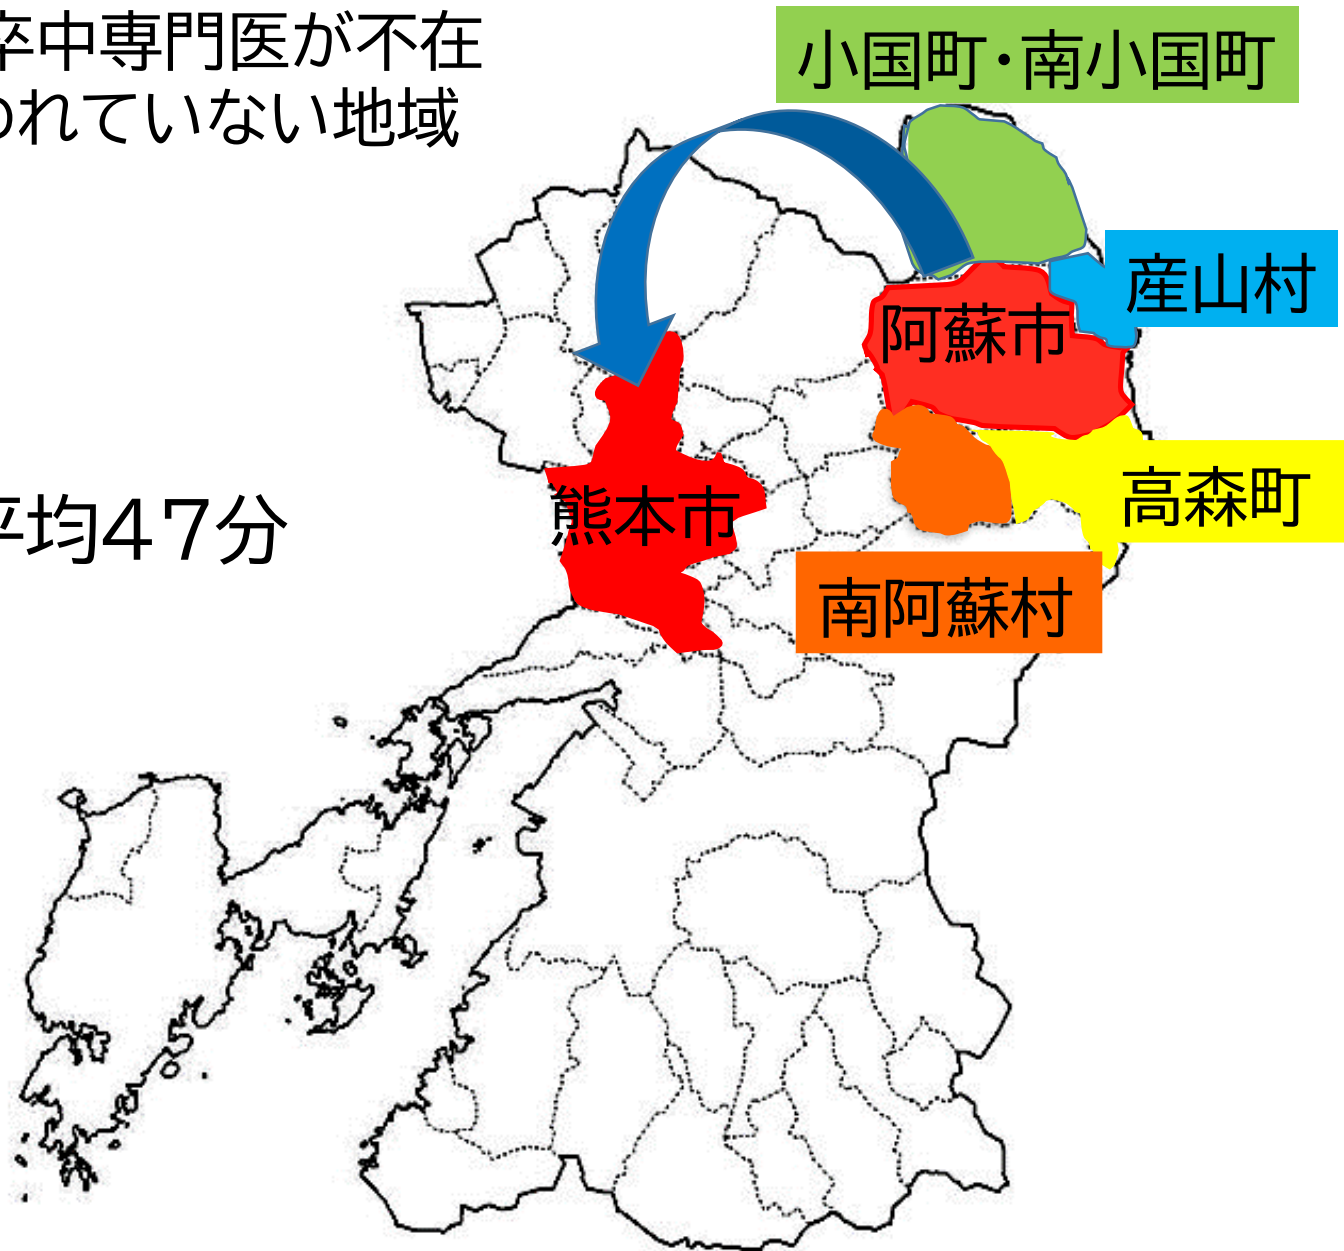 卒中専門医が不在
われていない地域
小国町・南小国町
産山村
阿蘇市
高森町
平均47分
熊本市
南阿蘇村